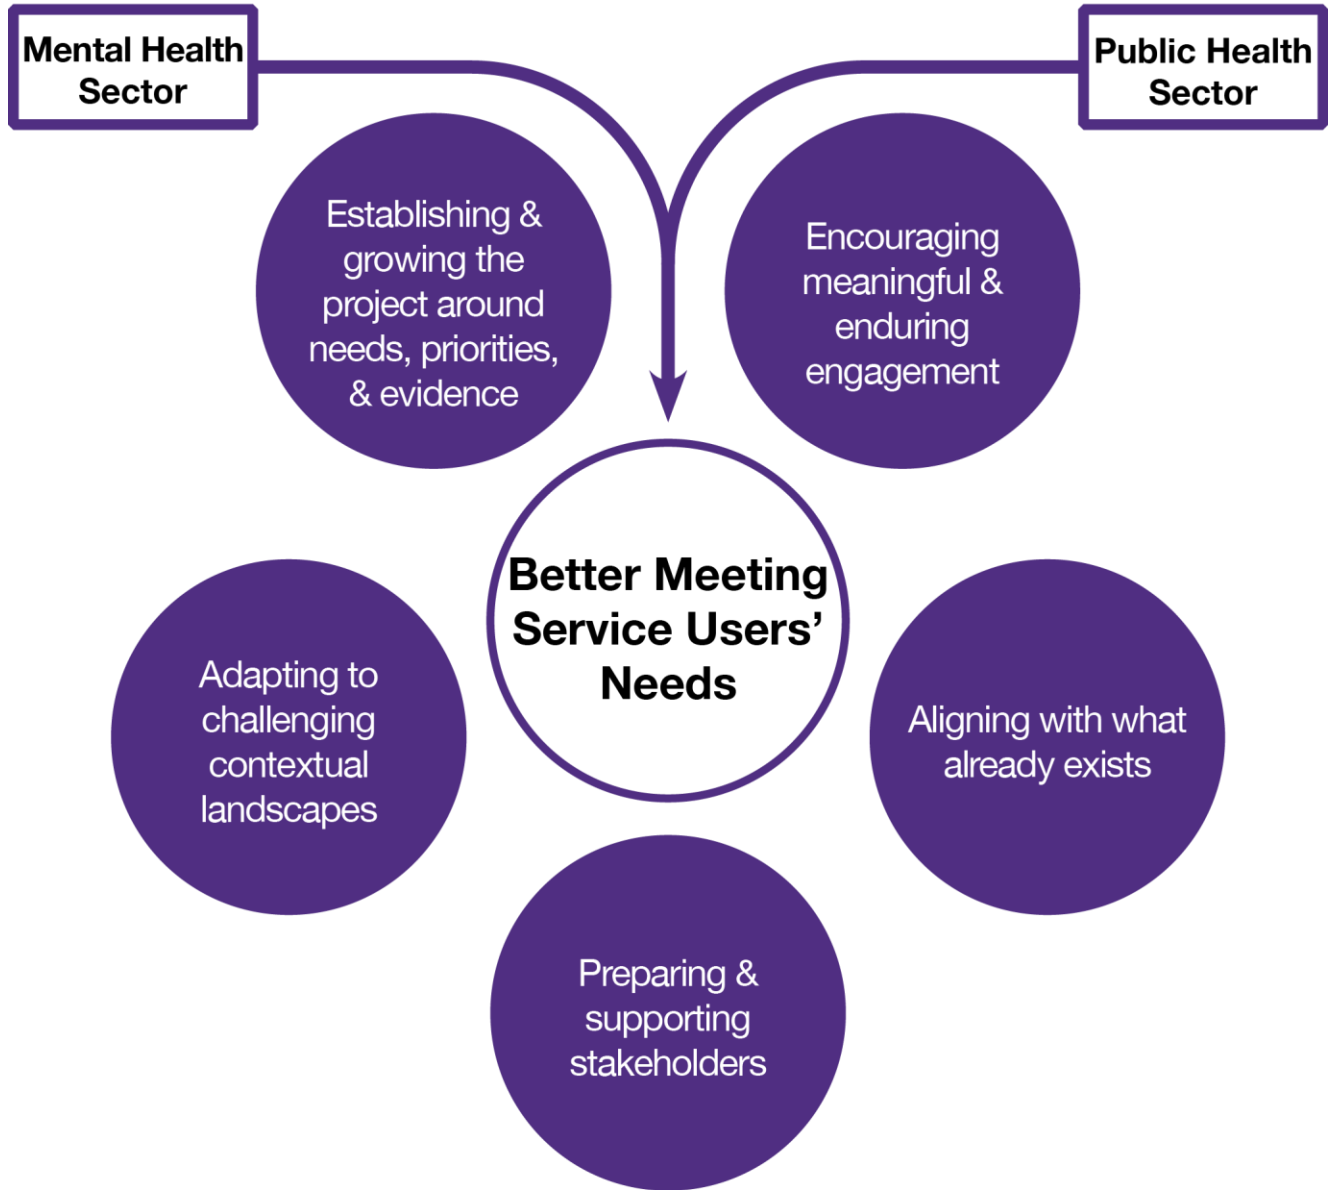 Mental Health
Sector
Public Health
Sector
Establishing &
growing the
project around
needs, priorities,
& evidence
Encouraging
meaningful &
enduring
engagement
Better Meeting
Service Users’
Needs
Adapting to
challenging
contextual
landscapes
Aligning with what
already exists
Preparing &
supporting
stakeholders